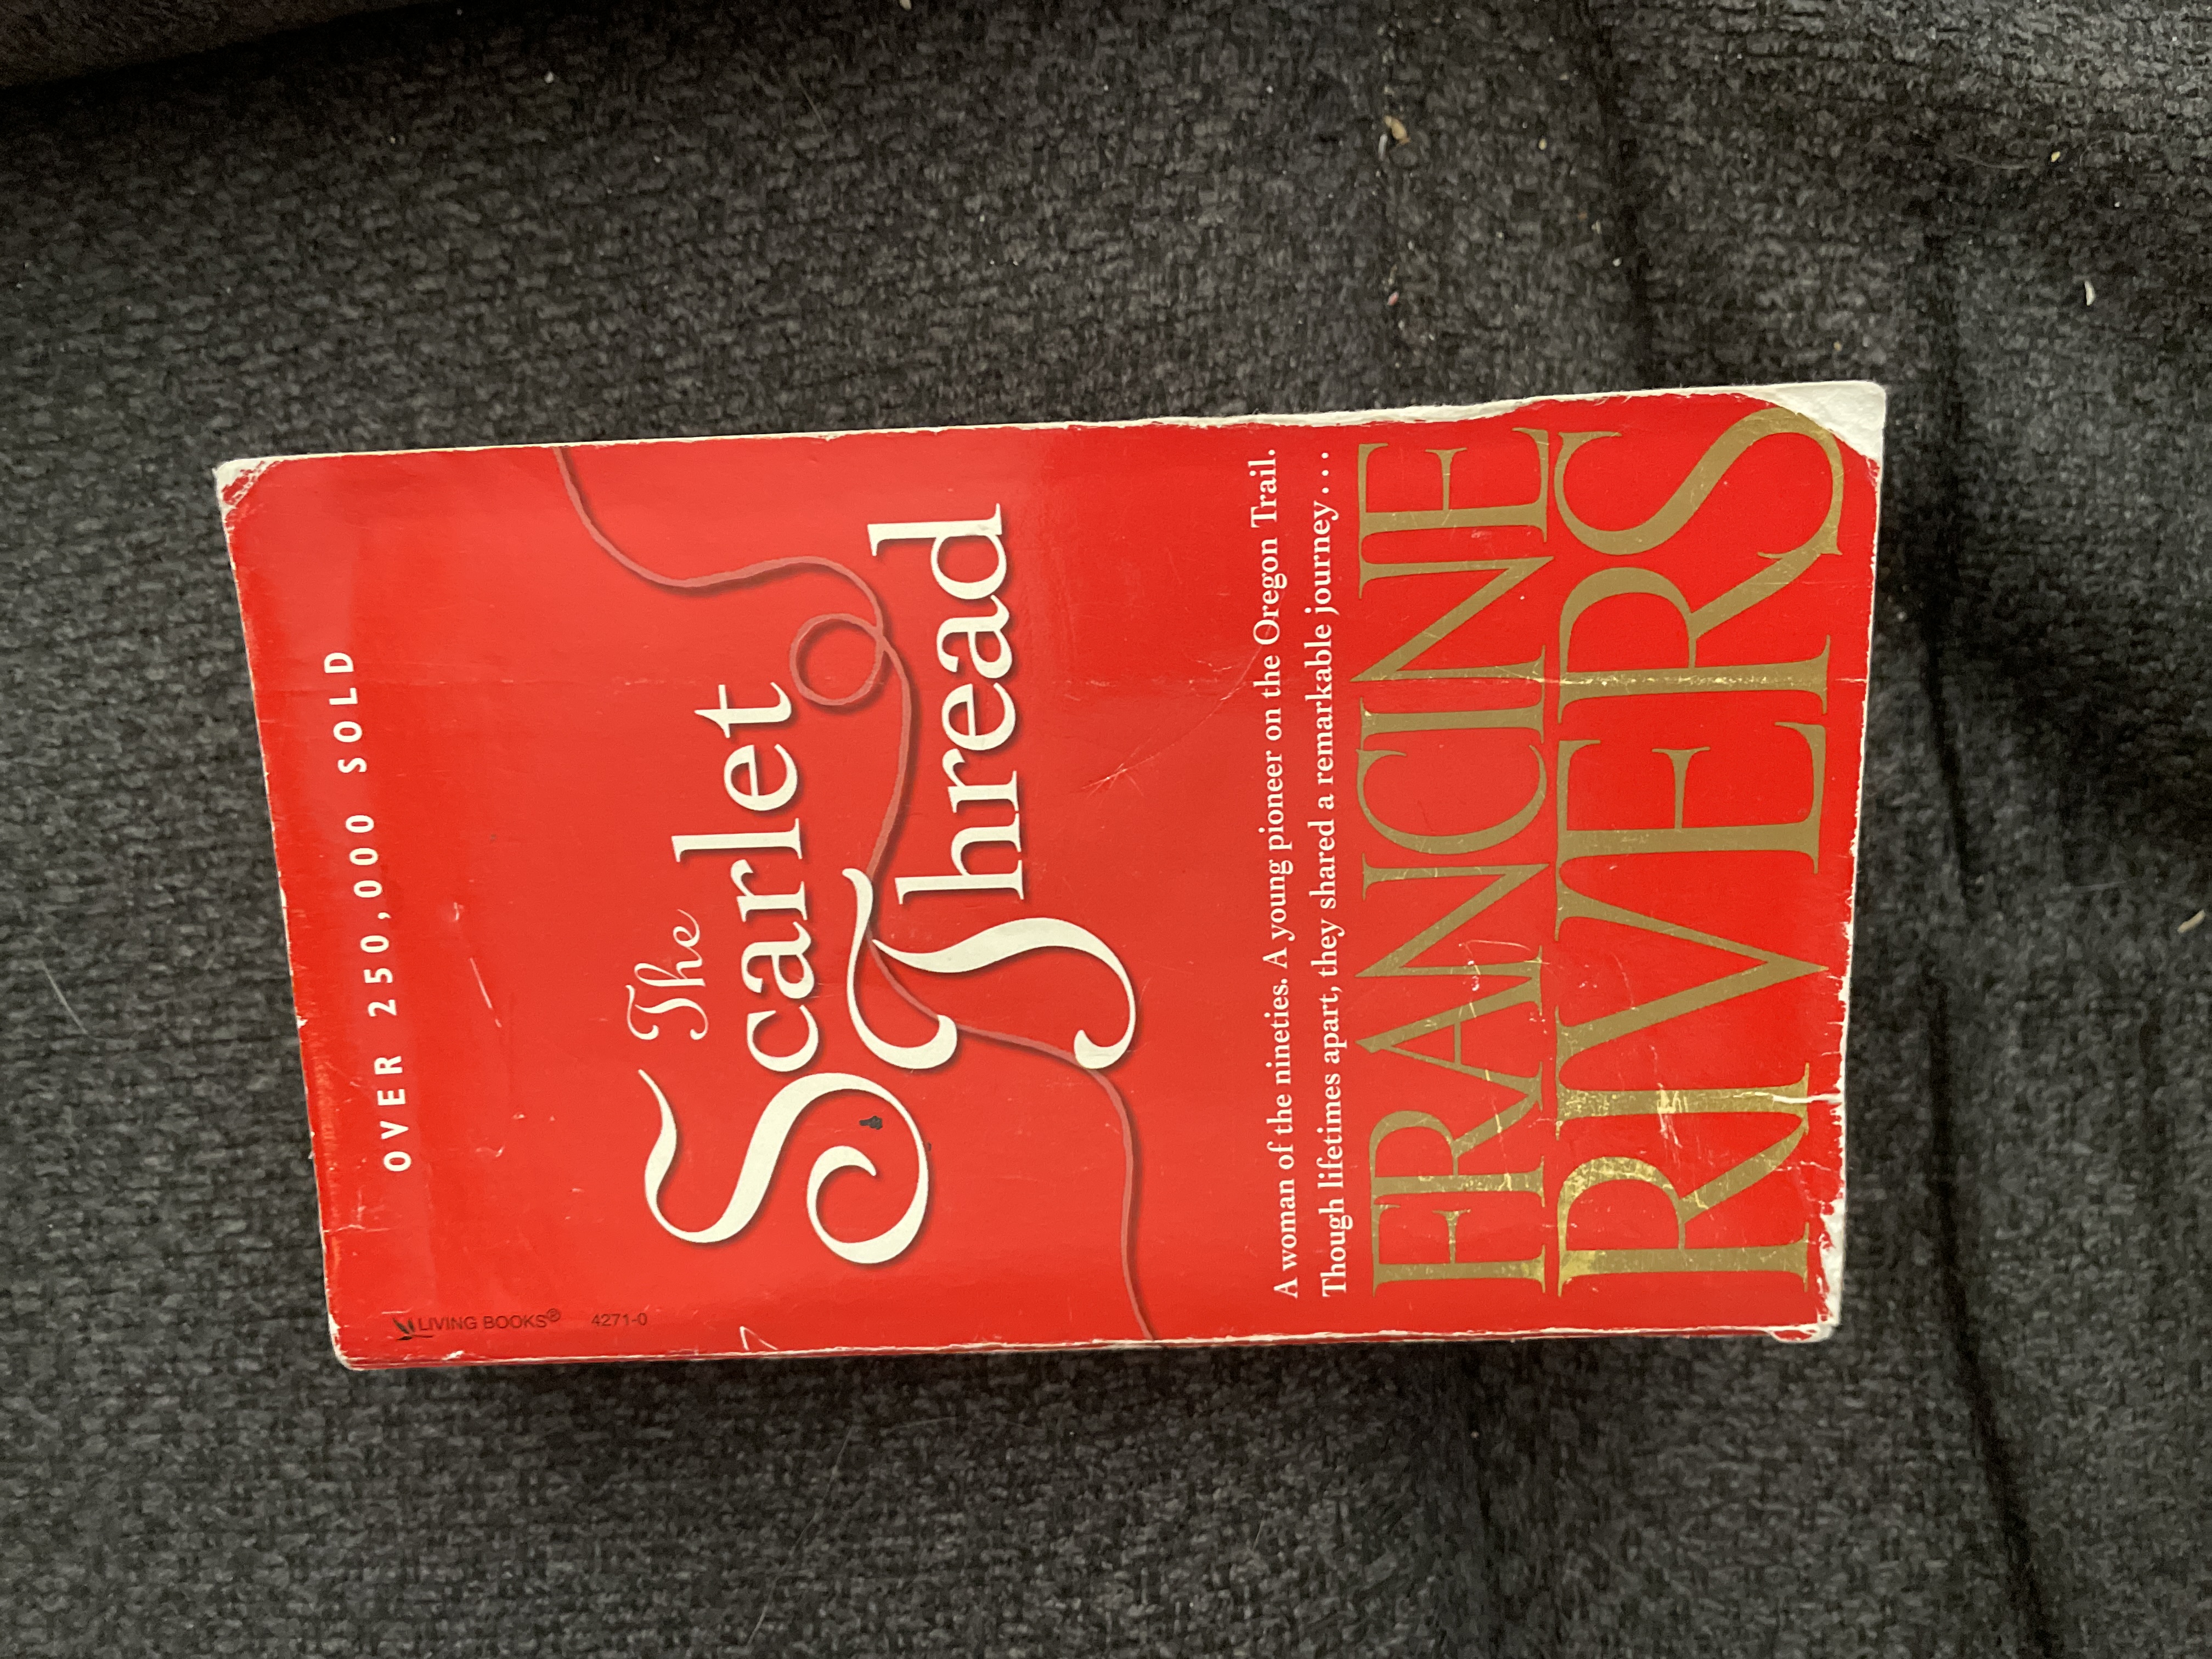 LIVING BOOKS® 4271-0
OVER 250,000 SOLD
The
Scarlet
Thread
A woman of the nineties. A young pioneer on the Oregon Trail.
Though lifetimes apart, they shared a remarkable journey...
FRANCINE
RIVERS